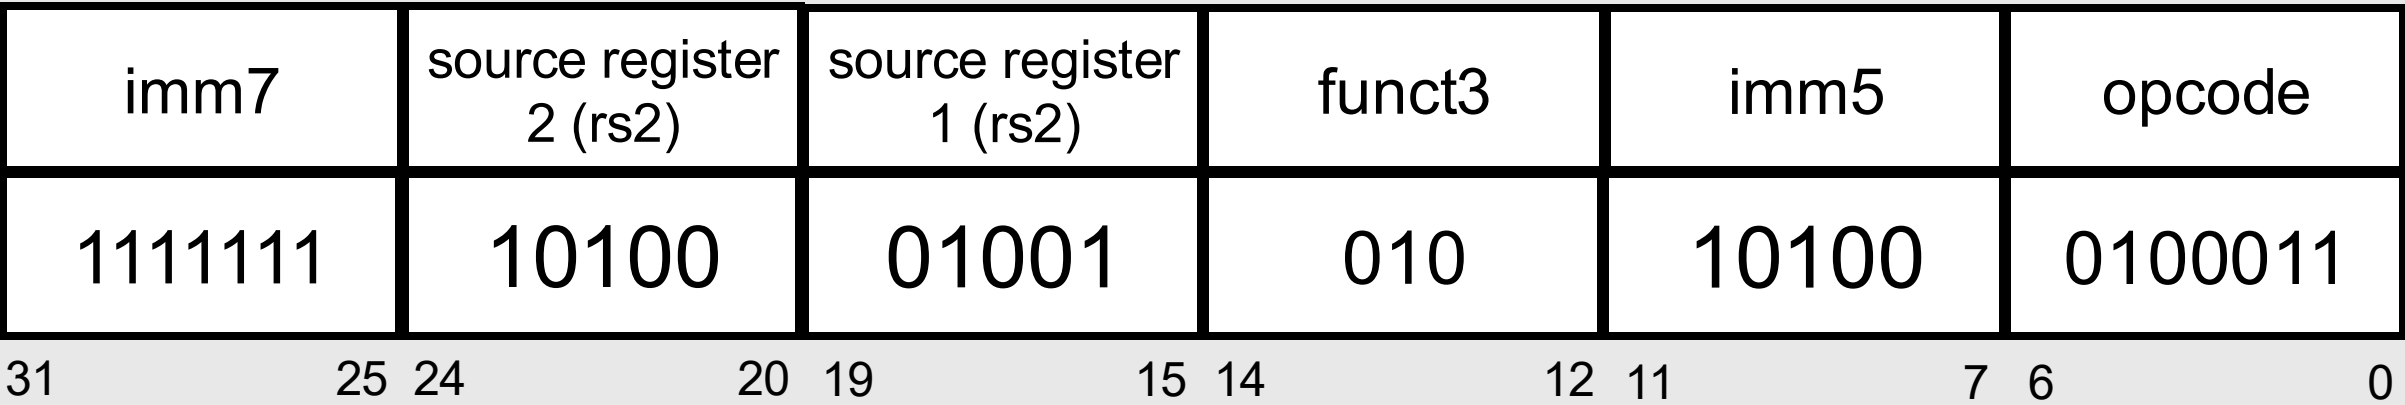 imm7
source register
2 (rs2)
source register
1 (rs2)
funct3
imm5
opcode
1111111
10100
01001
010
10100
0100011
31 25 24 20 19 15 14 12 11 7 6 0